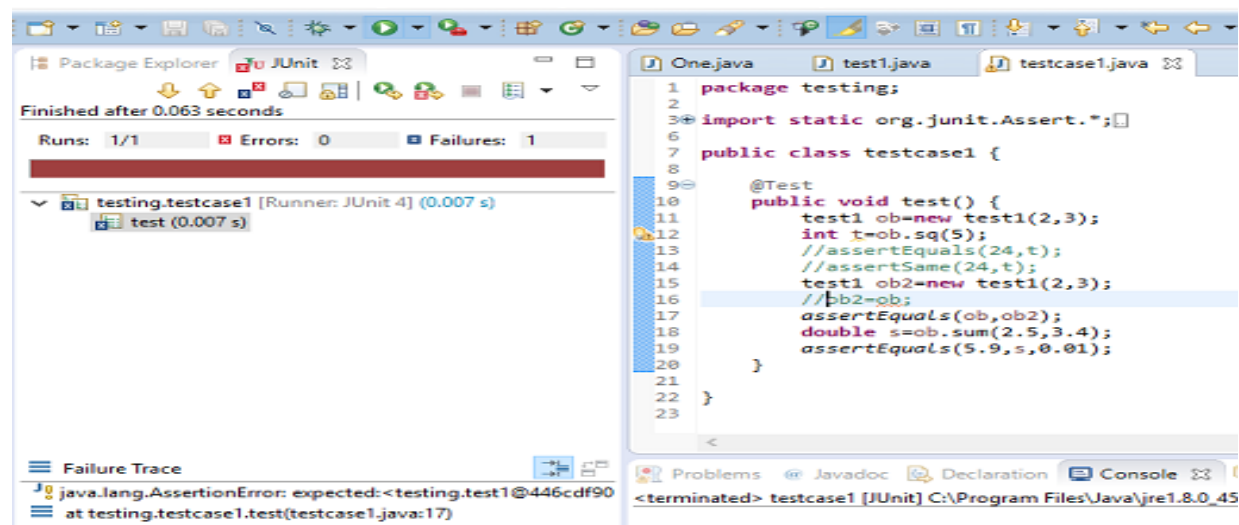 Package Explorer JUnit
Finished after 0.063 seconds
Runs: 1/1 Errors: 0 Failures: 1
testing.testcase1 [Runner: JUnit 4] (0.007 s)
test (0.007 s)
Failure Trace
java.lang.AssertionError: expected:<testing.test1@446cdf90
at testing.testcase1.test(testcase1.java:17)
One.java test1.java testcase1.java
1 package testing;
2
3 import static org.junit.Assert.*;
6
7 public class testcase1 {
8
9 @Test
10 public void test() {
11 test1 ob=new test1(2,3);
12 int t=ob.sq(5);
13 //assertEquals(24,t);
14 //assertSame(24,t);
15 test1 ob2=new test1(2,3);
16 //ob2=ob;
17 assertEquals(ob,ob2);
18 double s=ob.sum(2.5,3.4);
19 assertEquals(5.9,s,0.01);
20 }
21
22 }
23
Problems Javadoc Declaration Console
<terminated> testcase1 [JUnit] C:\Program Files\Java\jre1.8.0_45